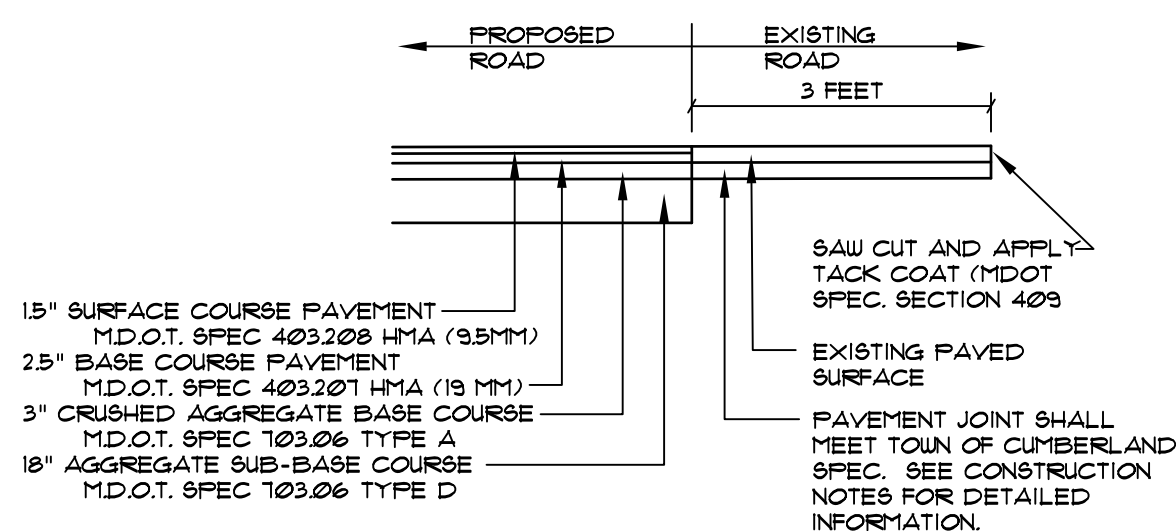 PROPOSED
ROAD
EXISTING
ROAD
3 FEET
SAW CUT AND APPLY
TACK COAT (MDOT
SPEC. SECTION 409
1.5" SURFACE COURSE PAVEMENT
M.D.O.T. SPEC 403.208 HMA (9.5MM)
2.5" BASE COURSE PAVEMENT
M.D.O.T. SPEC 403.207 HMA (19 MM)
3" CRUSHED AGGREGATE BASE COURSE
M.D.O.T. SPEC 703.06 TYPE A
18" AGGREGATE SUB-BASE COURSE
M.D.O.T. SPEC 703.06 TYPE D
EXISTING PAVED
SURFACE
PAVEMENT JOINT SHALL
MEET TOWN OF CUMBERLAND
SPEC. SEE CONSTRUCTION
NOTES FOR DETAILED
INFORMATION.